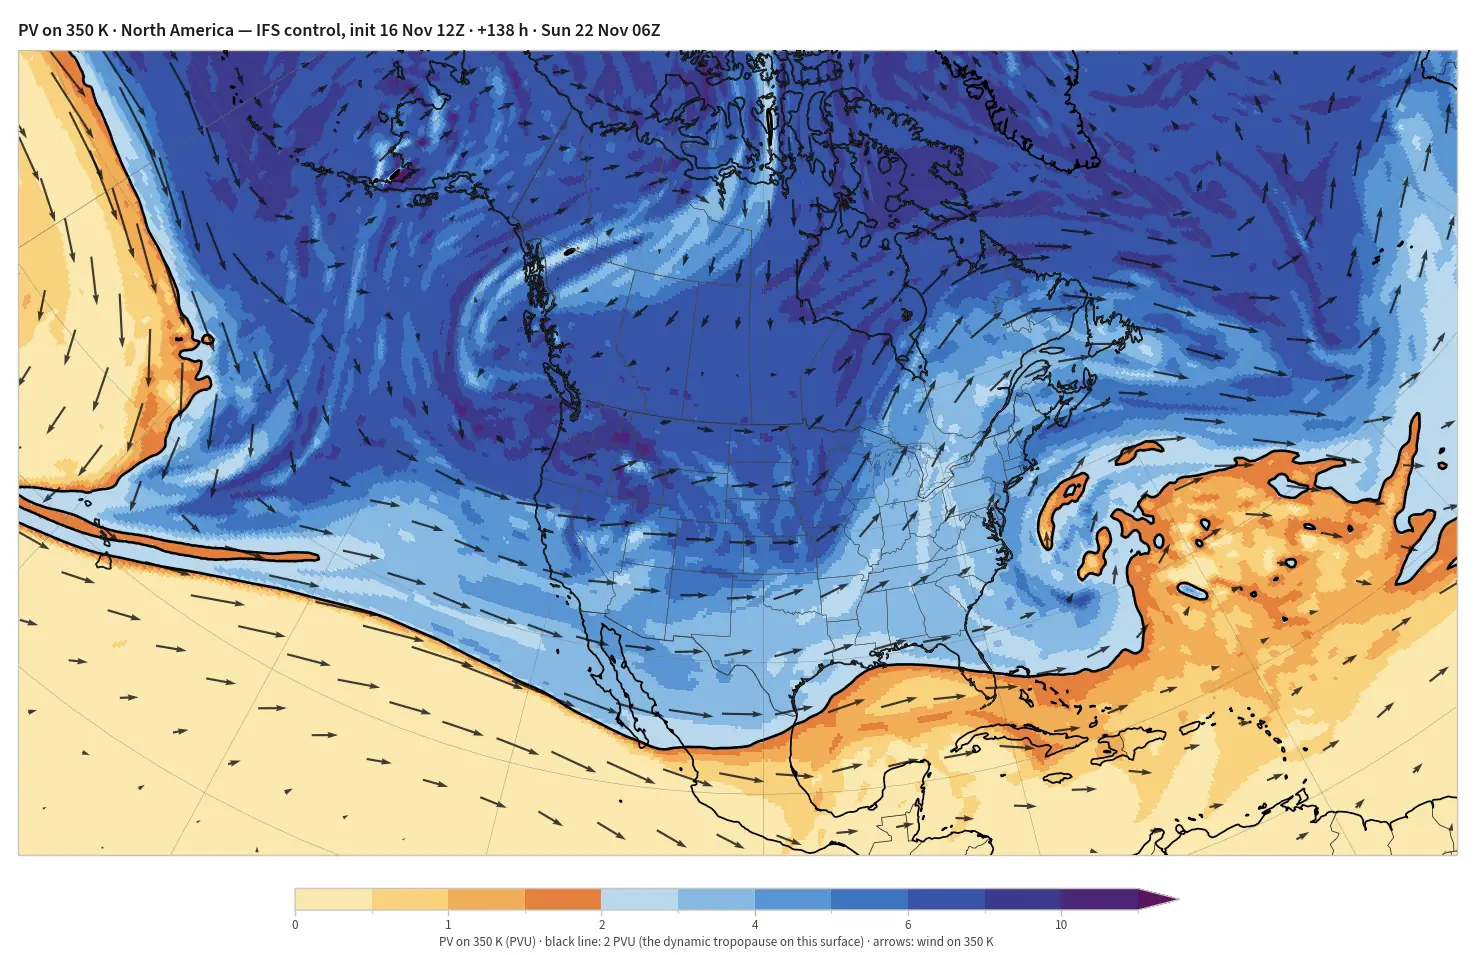 PV on 350 K · North America — IFS control, init 16 Nov 12Z · +138 h · Sun 22 Nov 06Z
0 1 2 4 6 10
PV on 350 K (PVU) · black line: 2 PVU (the dynamic tropopause on this surface) · arrows: wind on 350 K